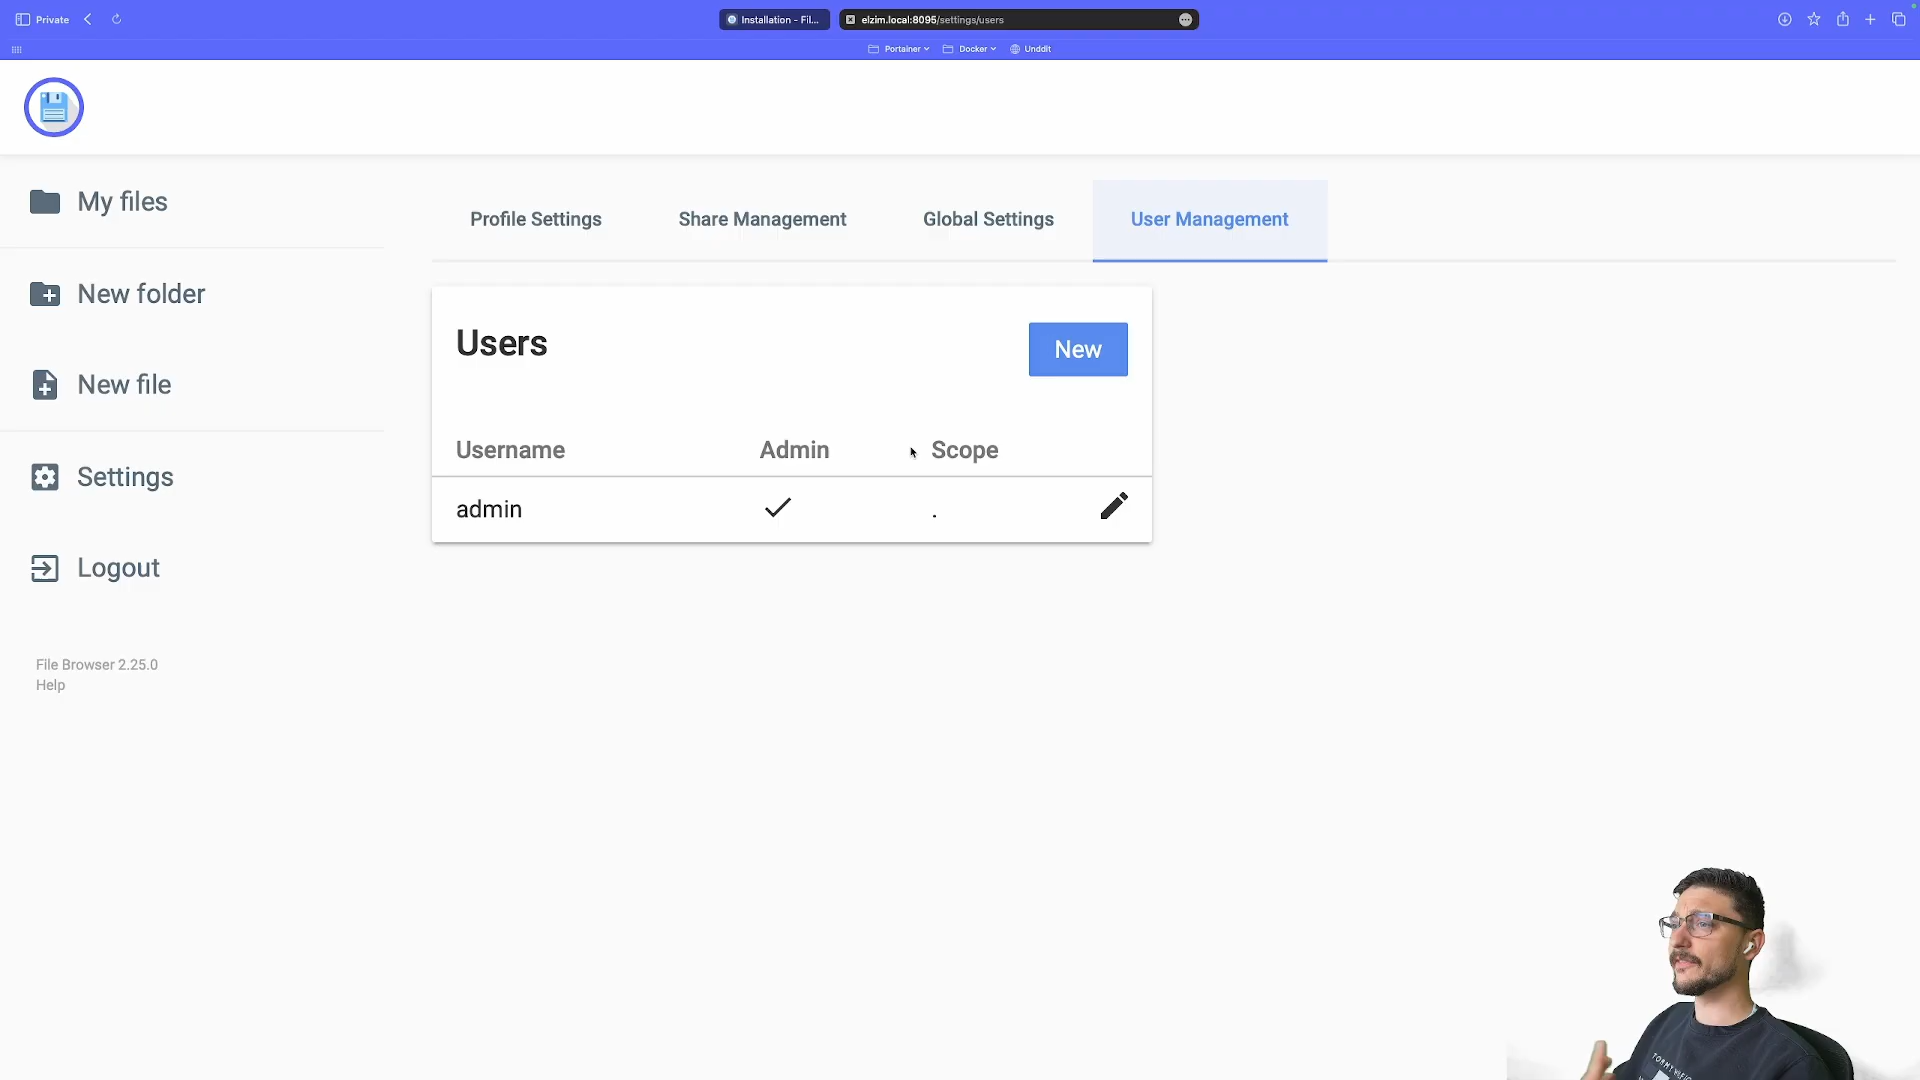 Private
Installation - Fil...
elzim.local:8095/settings/users
Portainer
Docker
Unddit
My files
New folder
New file
Settings
Logout
File Browser 2.25.0
Help
Profile Settings
Share Management
Global Settings
User Management
Users
New
Username Admin Scope
admin .